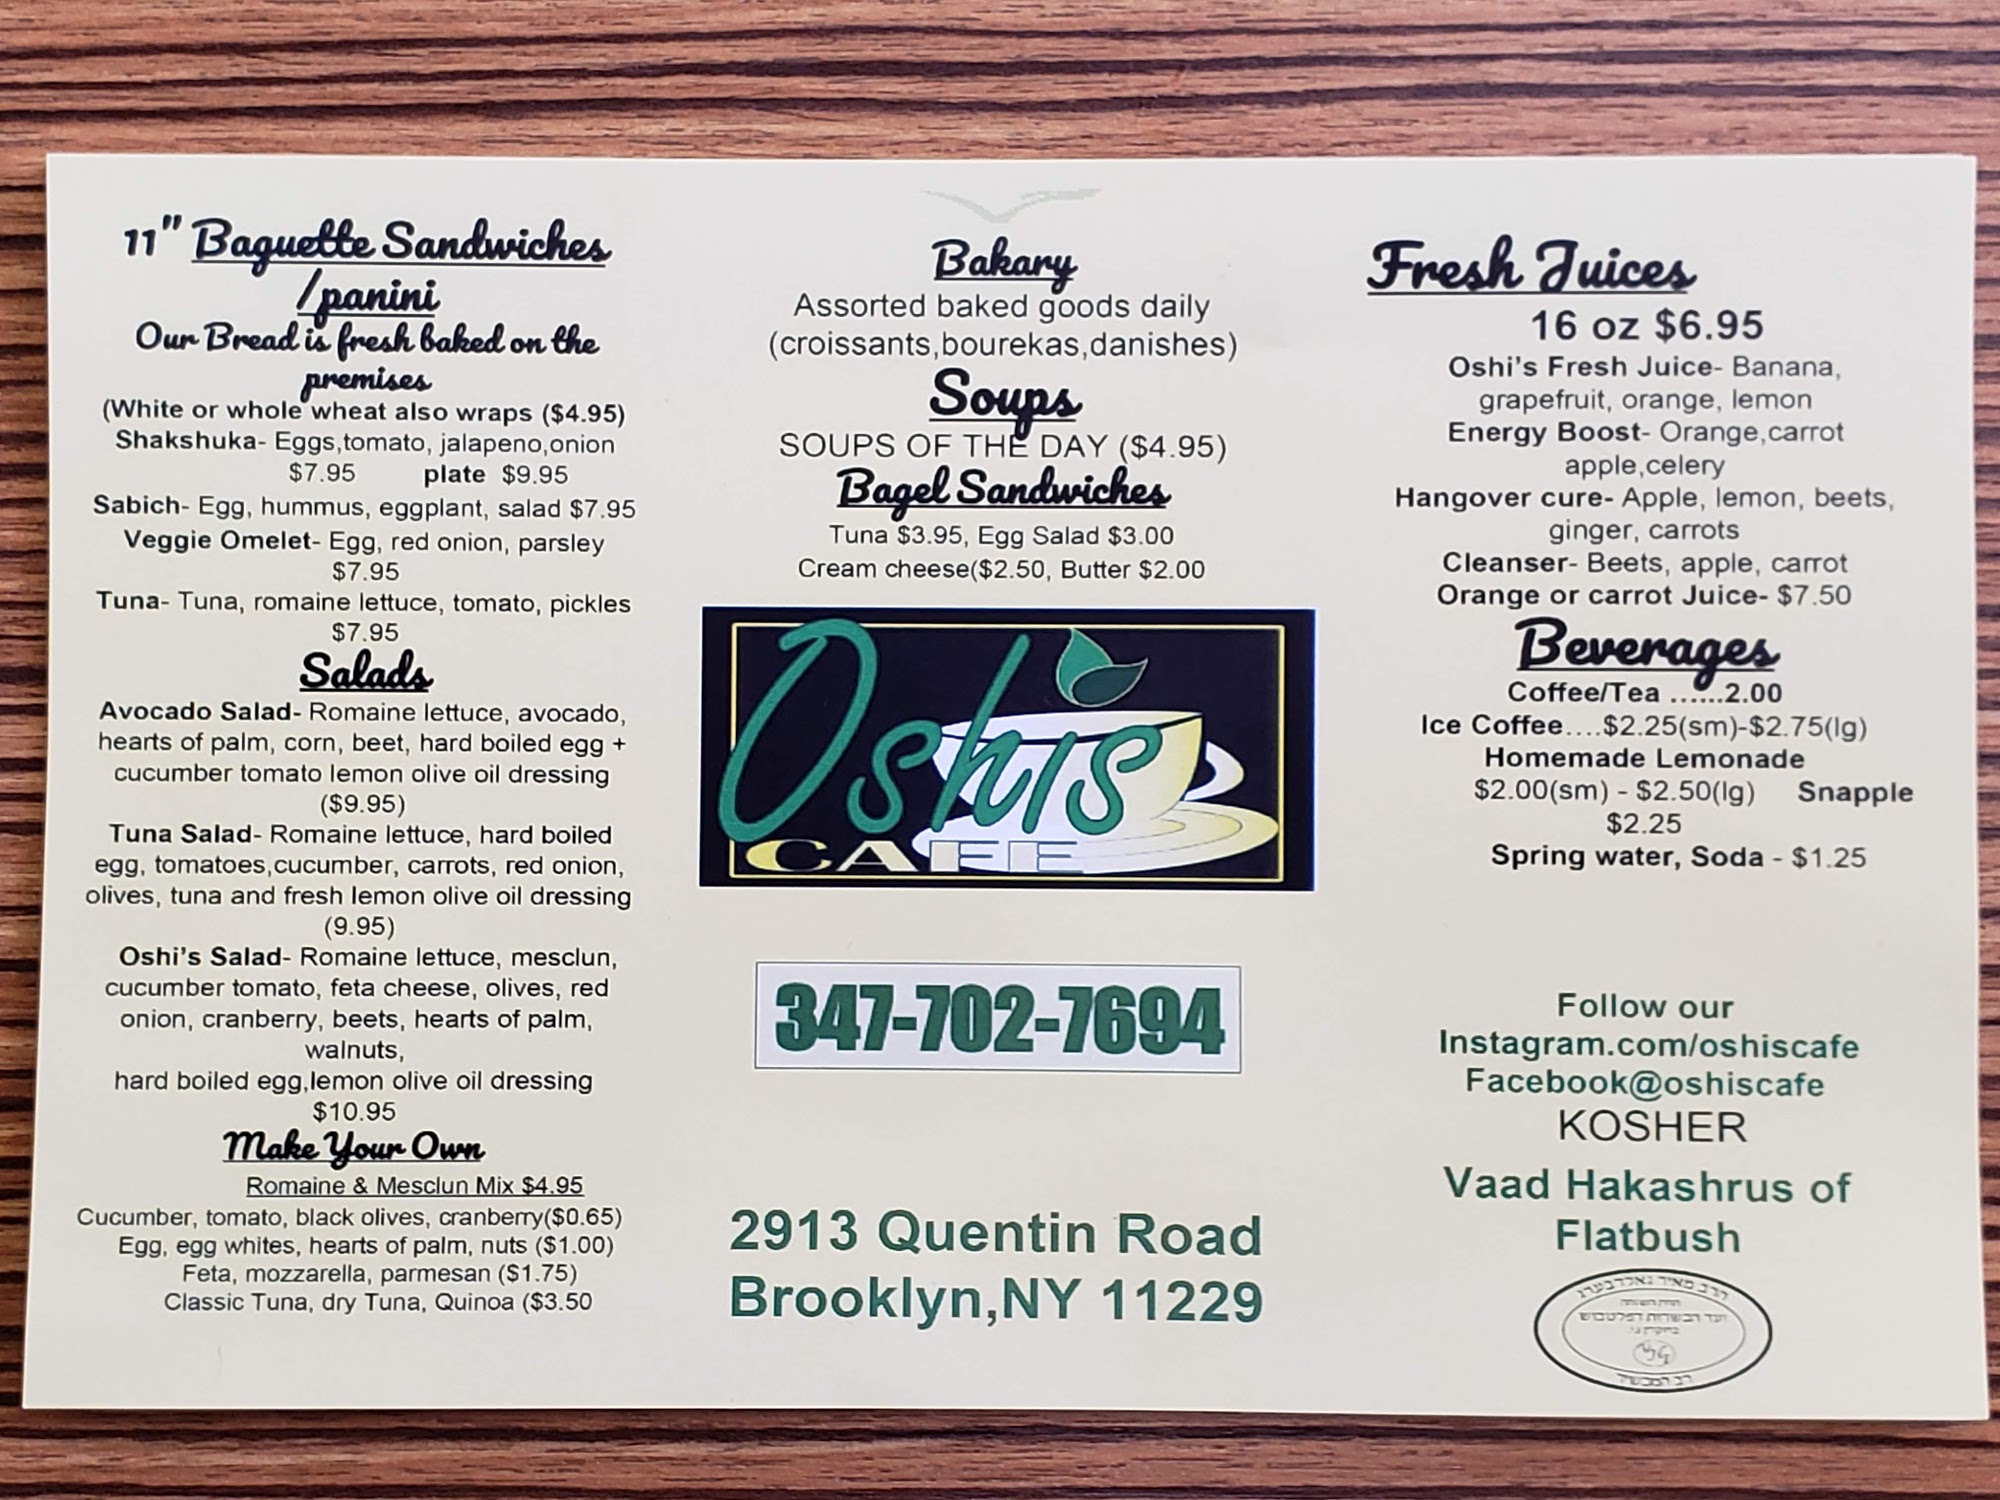 11" Baguette Sandwiches
/panini
Our Bread is fresh baked on the
premises
(White or whole wheat also wraps ($4.95)
Shakshuka- Eggs,tomato, jalapeno,onion
$7.95 plate $9.95
Sabich- Egg, hummus, eggplant, salad $7.95
Veggie Omelet- Egg, red onion, parsley
$7.95
Tuna- Tuna, romaine lettuce, tomato, pickles
$7.95
Salads
Avocado Salad- Romaine lettuce, avocado,
hearts of palm, corn, beet, hard boiled egg +
cucumber tomato lemon olive oil dressing
($9.95)
Tuna Salad- Romaine lettuce, hard boiled
egg, tomatoes,cucumber, carrots, red onion,
olives, tuna and fresh lemon olive oil dressing
(9.95)
Oshi's Salad- Romaine lettuce, mesclun,
cucumber tomato, feta cheese, olives, red
onion, cranberry, beets, hearts of palm,
walnuts,
hard boiled egg,lemon olive oil dressing
$10.95
Make Your Own
Romaine & Mesclun Mix $4.95
Cucumber, tomato, black olives, cranberry($0.65)
Egg, egg whites, hearts of palm, nuts ($1.00)
Feta, mozzarella, parmesan ($1.75)
Classic Tuna, dry Tuna, Quinoa ($3.50
Bakary
Assorted baked goods daily
(croissants,bourekas,danishes)
Soups
SOUPS OF THE DAY ($4.95)
Bagel Sandwiches
Tuna $3.95, Egg Salad $3.00
Cream cheese($2.50, Butter $2.00
Oshis
CAFE
347-702-7694
2913 Quentin Road
Brooklyn,NY 11229
Fresh Juices
16 oz $6.95
Oshi's Fresh Juice- Banana,
grapefruit, orange, lemon
Energy Boost- Orange,carrot
apple,celery
Hangover cure- Apple, lemon, beets,
ginger, carrots
Cleanser- Beets, apple, carrot
Orange or carrot Juice- $7.50
Beverages
Coffee/Tea ......2.00
Ice Coffee....$2.25(sm)-$2.75(lg)
Homemade Lemonade
$2.00(sm) - $2.50(lg) Snapple
$2.25
Spring water, Soda - $1.25
Follow our
Instagram.com/oshiscafe
Facebook@oshiscafe
KOSHER
Vaad Hakashrus of
Flatbush
הרב מאיר גאלדבערג
ועד הכשרות דפלטבוש
רב המכשיר